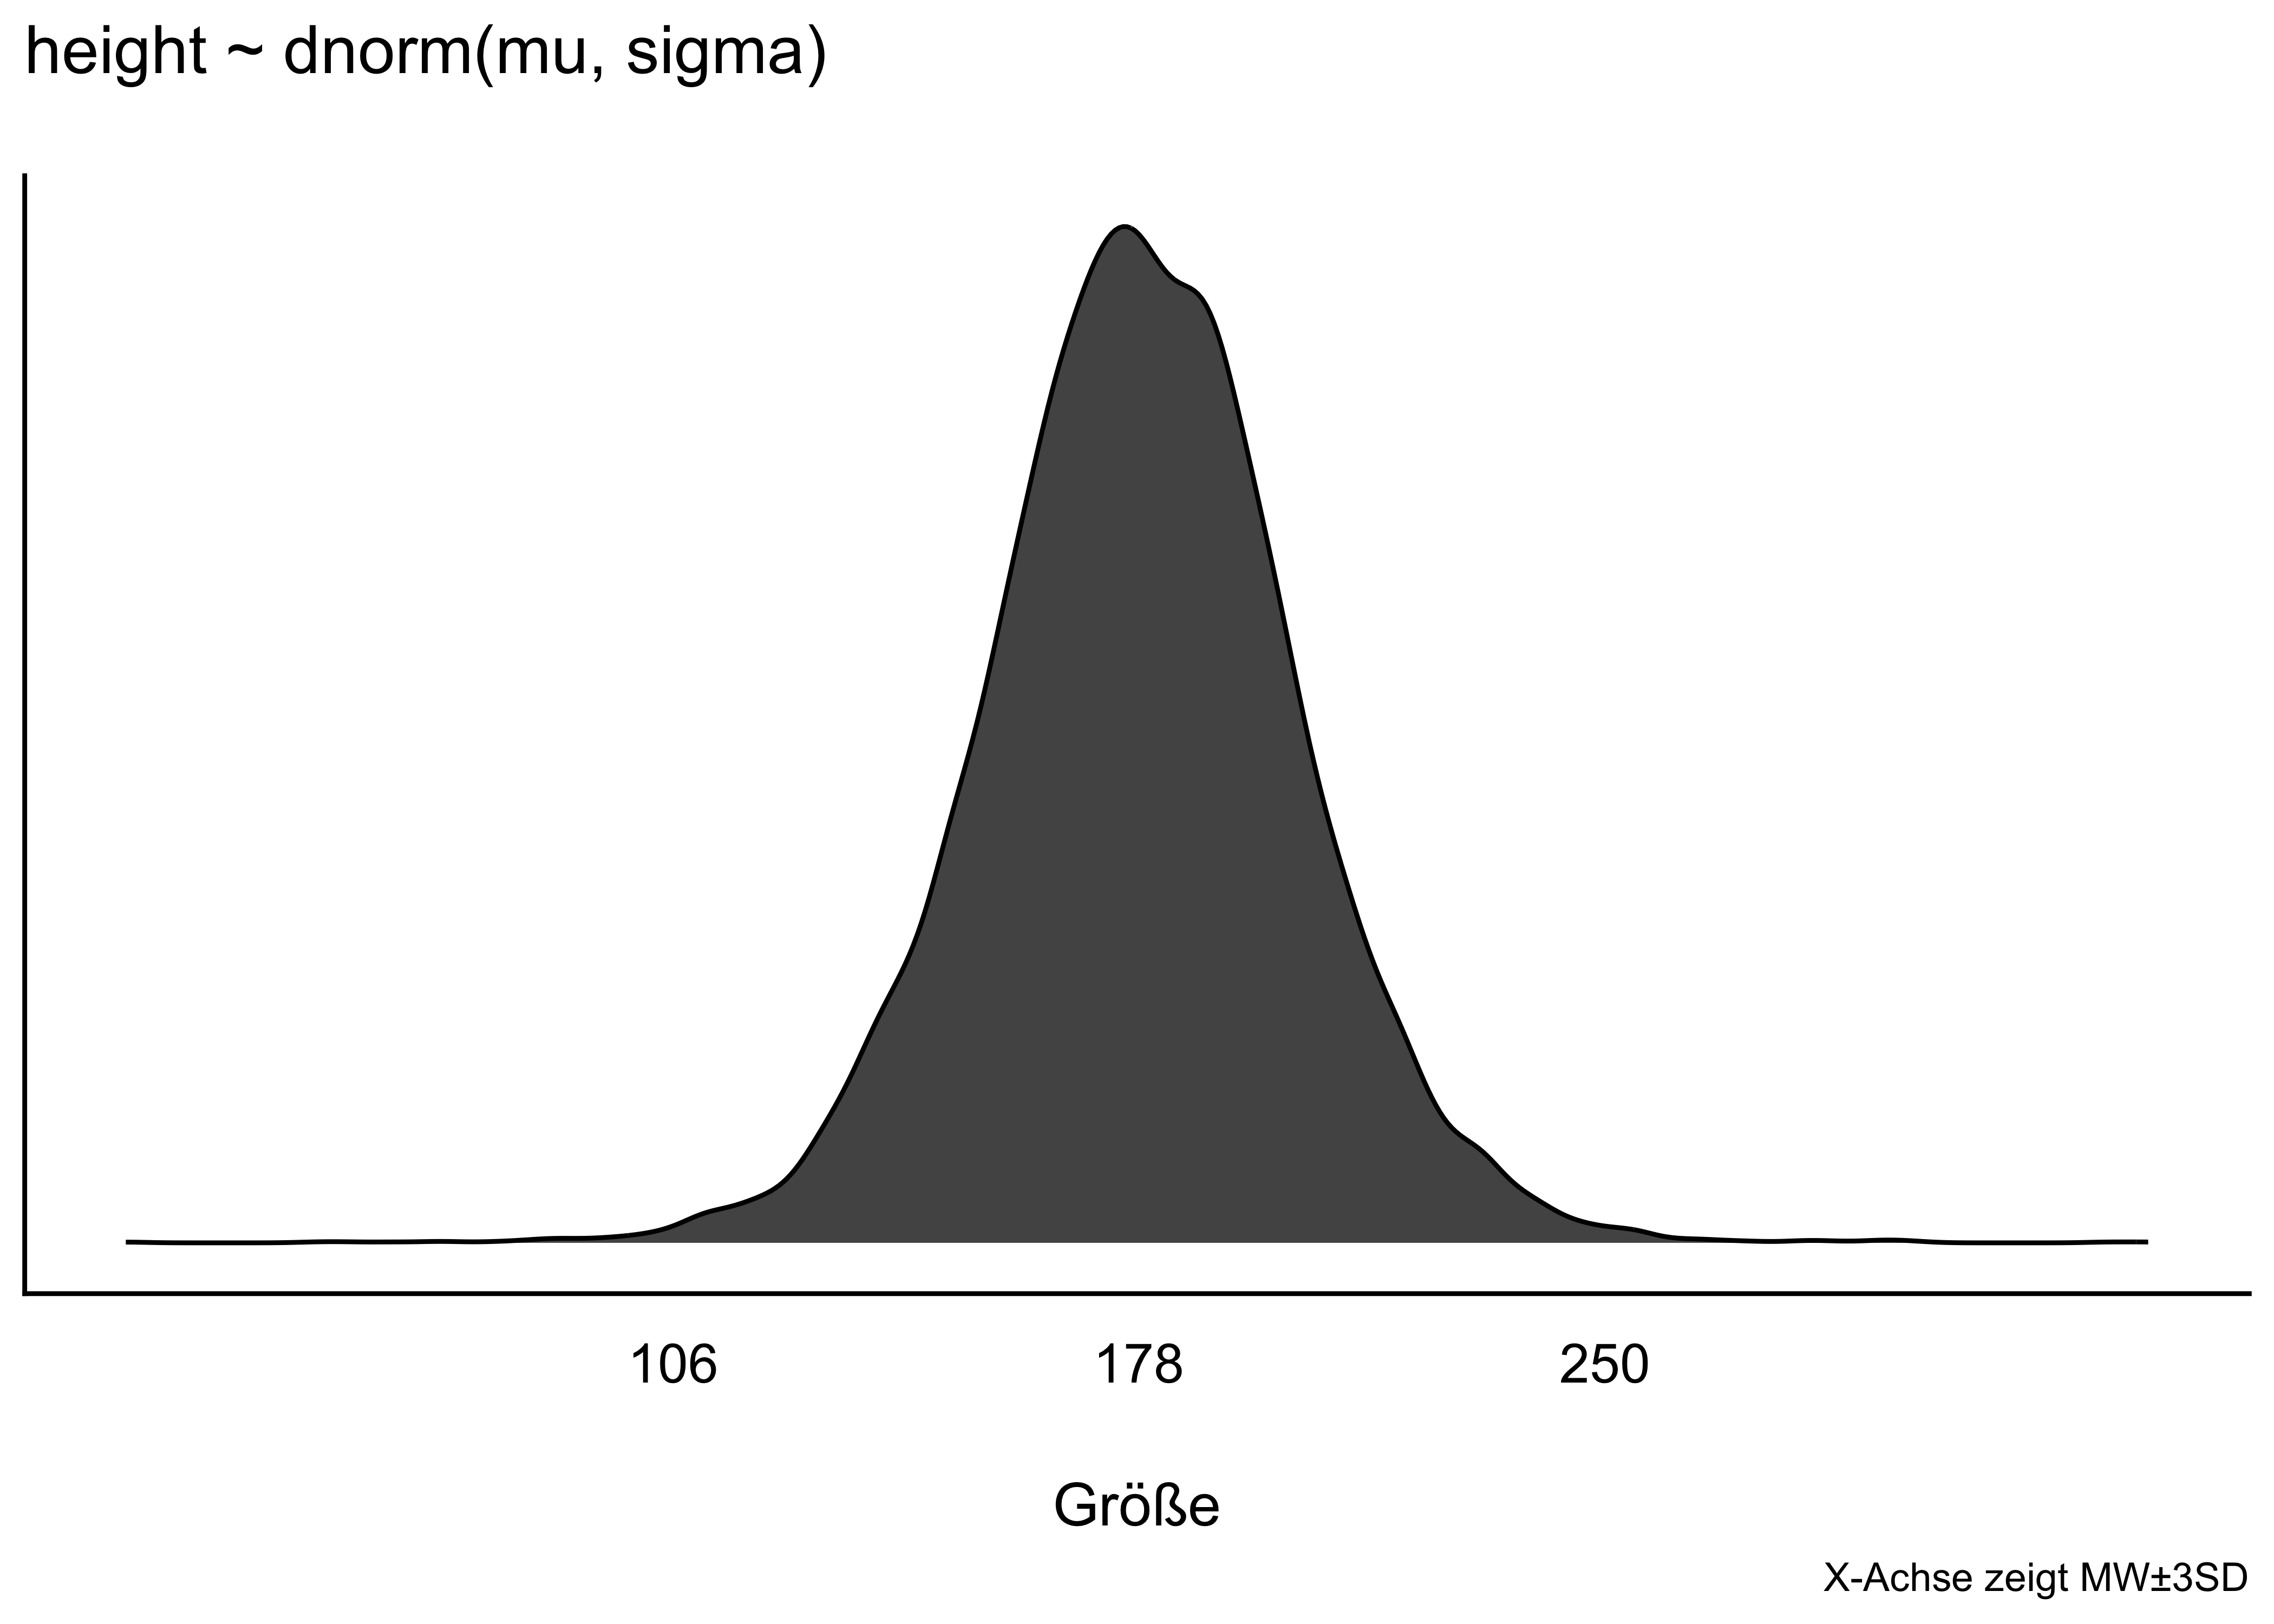 height ~ dnorm(mu, sigma)
106 178 250
Größe
X-Achse zeigt MW±3SD